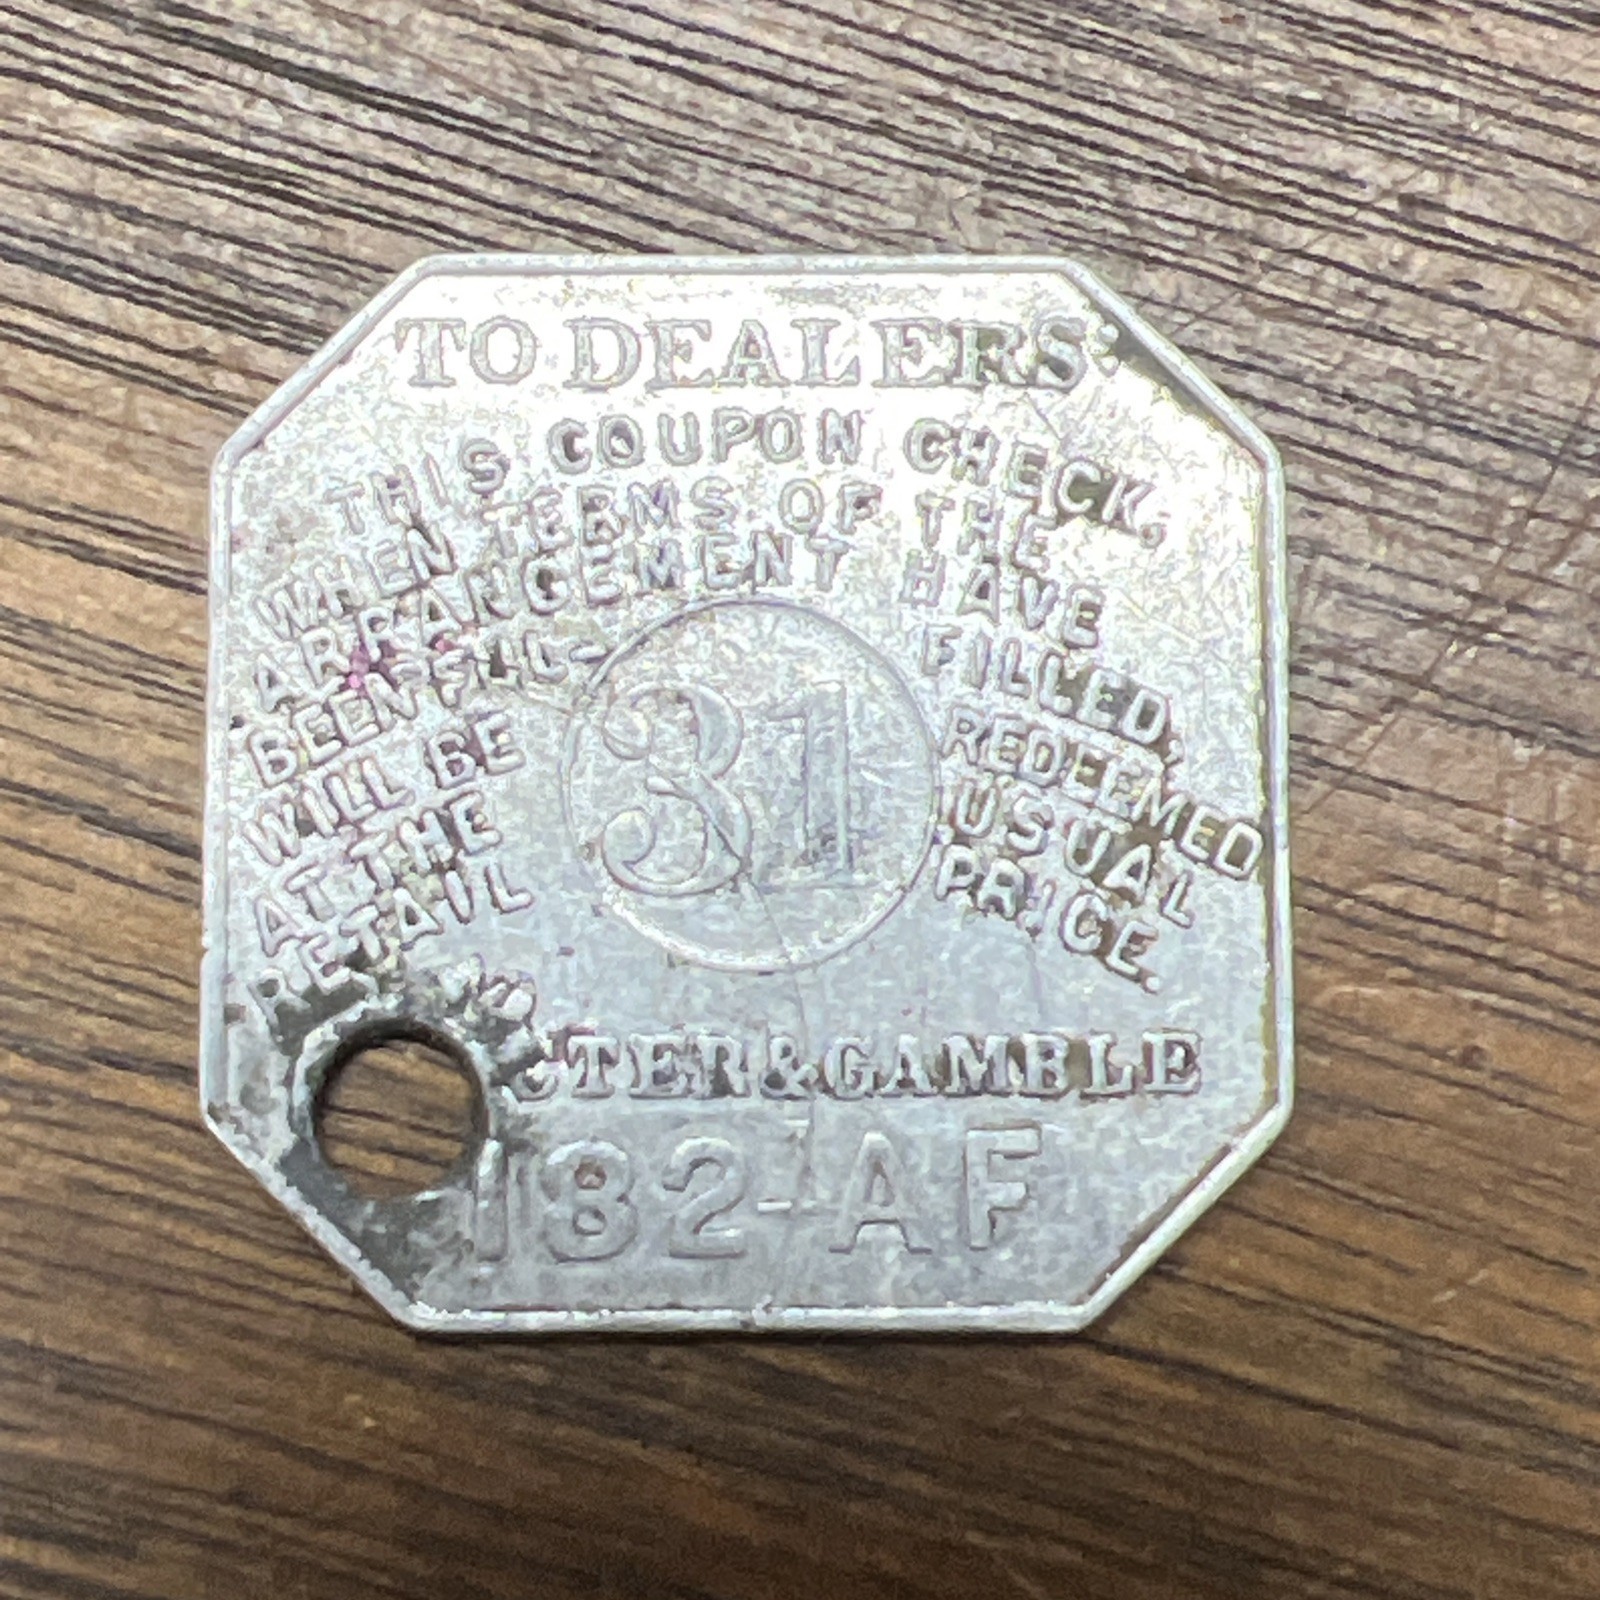 TO DEALERS:
THIS COUPON CHECK,
WHEN TERMS OF THE
ARRANGEMENT HAVE
BEEN FUL- FILLED,
WILL BE REDEEMED
AT THE USUAL
RETAIL PRICE.
31
CTER&GAMBLE
182-AF